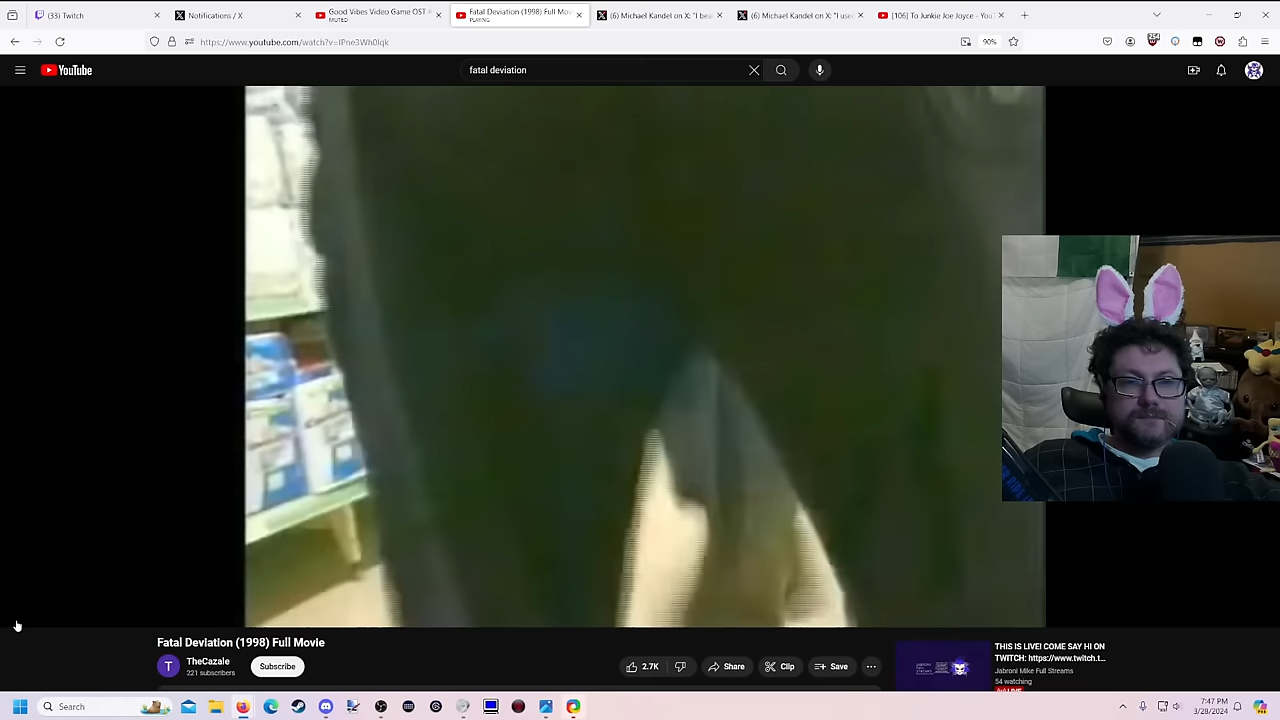 (33) Twitch
Notifications / X
Good Vibes Video Game OST
MUTED
Fatal Deviation (1998) Full Mov
PLAYING
(6) Michael Kandel on X: "I bea
(6) Michael Kandel on X: "I user
[106] To Junkie Joe Joyce - You
https://www.youtube.com/watch?v=IPne3Wh0lqk
90%
YouTube
fatal deviation
Fatal Deviation (1998) Full Movie
T
TheCazale
221 subscribers
Subscribe
2.7K
Share
Clip
Save
THIS IS LIVE! COME SAY HI ON
TWITCH: https://www.twitch.t...
Jabroni Mike Full Streams
54 watching
LIVE
Search
7:47 PM
3/28/2024